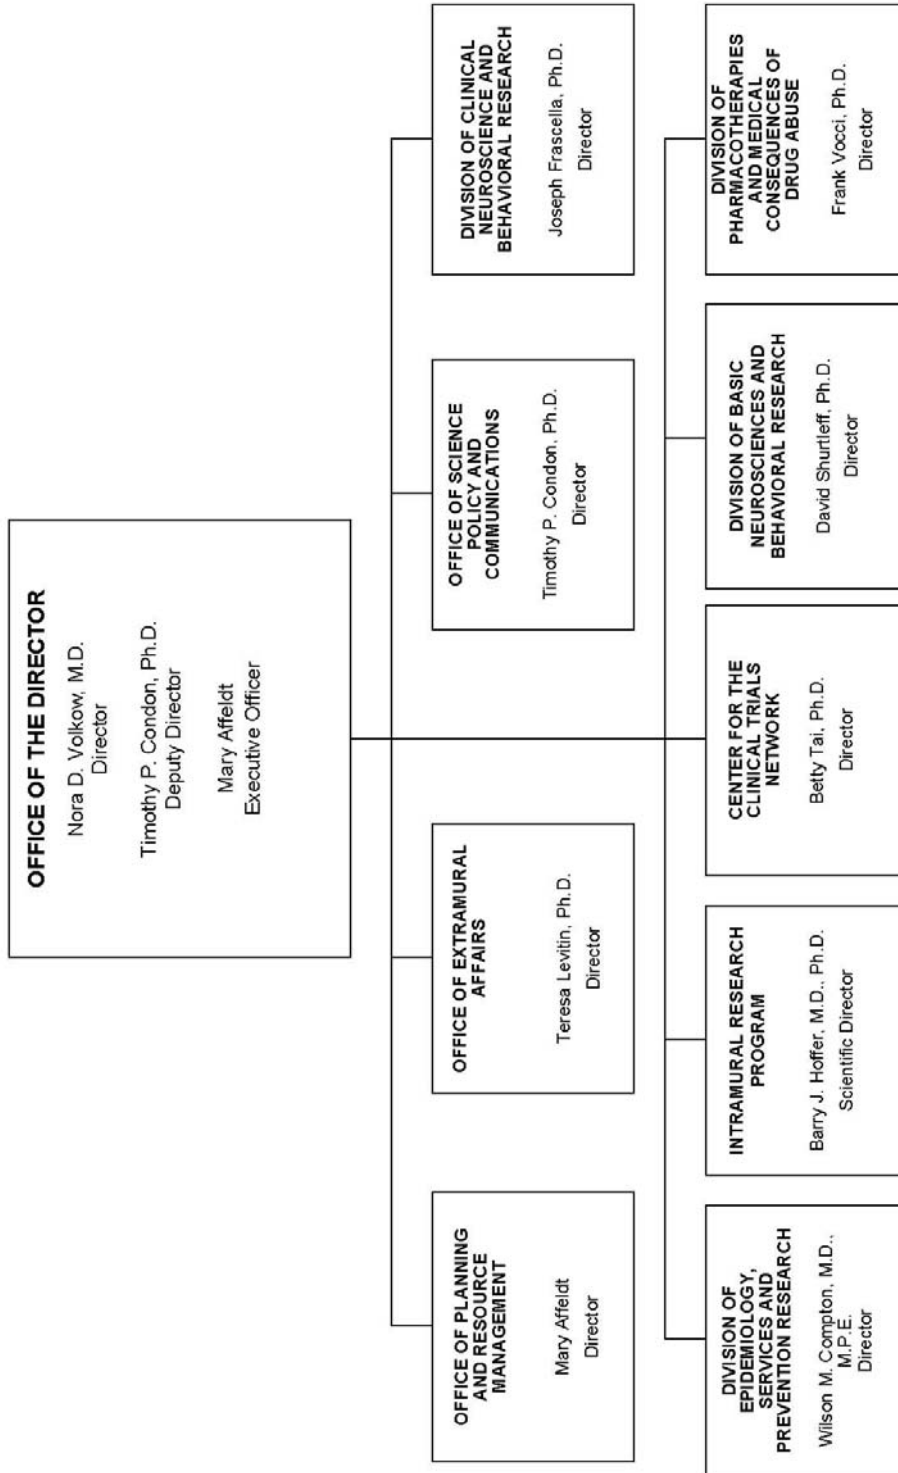 OFFICE OF THE DIRECTOR
Nora D. Volkow, M.D.
Director
Timothy P. Condon, Ph.D.
Deputy Director
Mary Affeldt
Executive Officer
OFFICE OF PLANNING
AND RESOURCE
MANAGEMENT
Mary Affeldt
Director
OFFICE OF EXTRAMURAL
AFFAIRS
Teresa Levitin, Ph.D.
Director
OFFICE OF SCIENCE
POLICY AND
COMMUNICATIONS
Timothy P. Condon, Ph.D.
Director
DIVISION OF CLINICAL
NEUROSCIENCE AND
BEHAVIORAL RESEARCH
Joseph Frascella, Ph.D.
Director
DIVISION OF
EPIDEMIOLOGY,
SERVICES AND
PREVENTION RESEARCH
Wilson M. Compton, M.D.,
M.P.E.
Director
INTRAMURAL RESEARCH
PROGRAM
Barry J. Hoffer, M.D., Ph.D.
Scientific Director
CENTER FOR THE
CLINICAL TRIALS
NETWORK
Betty Tai, Ph.D.
Director
DIVISION OF BASIC
NEUROSCIENCES AND
BEHAVIORAL RESEARCH
David Shurtleff, Ph.D.
Director
DIVISION OF
PHARMACOTHERAPIES
AND MEDICAL
CONSEQUENCES OF
DRUG ABUSE
Frank Vocci, Ph.D.
Director